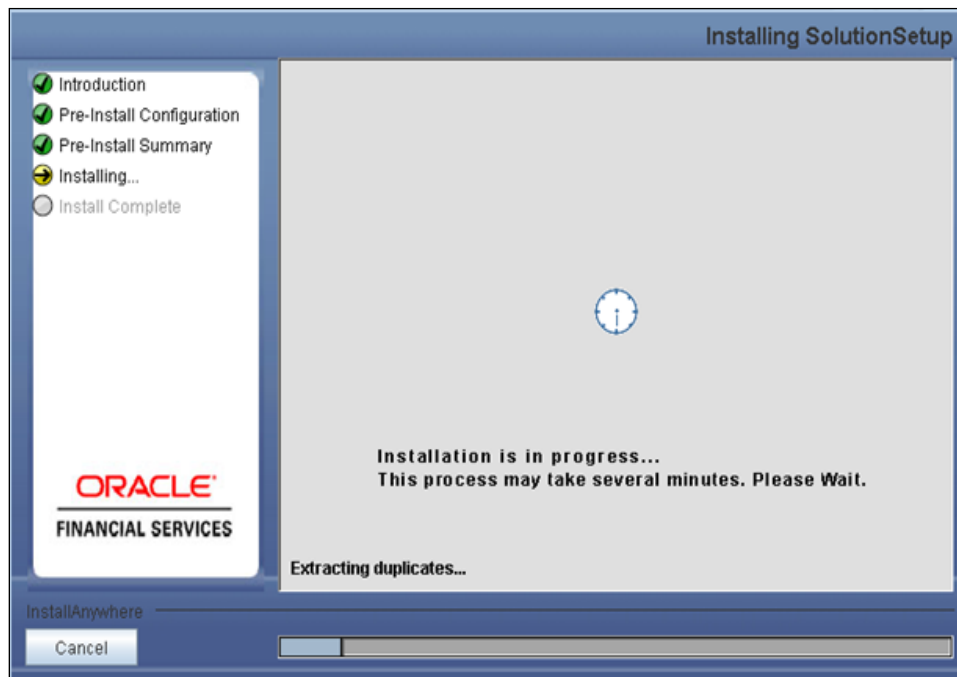 Installing SolutionSetup
Introduction
Pre-Install Configuration
Pre-Install Summary
Installing...
Install Complete
ORACLE
FINANCIAL SERVICES
Installation is in progress...
This process may take several minutes. Please Wait.
Extracting duplicates...
InstallAnywhere
Cancel